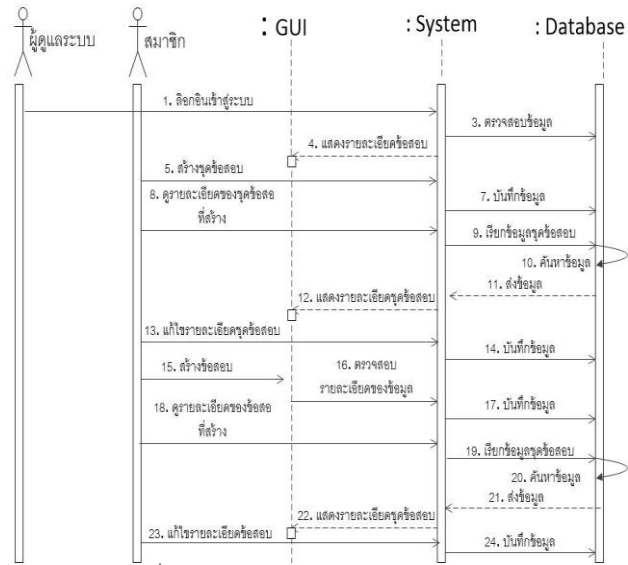 ผู้ดูแลระบบ
สมาชิก
: GUI
: System
: Database
1. ล็อกอินเข้าสู่ระบบ
3. ตรวจสอบข้อมูล
4. แสดงรายละเอียดข้อสอบ
5. สร้างชุดข้อสอบ
8. ดูรายละเอียดของชุดข้อสอ
ที่สร้าง
7. บันทึกข้อมูล
9. เรียกข้อมูลชุดข้อสอบ
10. ค้นหาข้อมูล
11. ส่งข้อมูล
12. แสดงรายละเอียดชุดข้อสอบ
13. แก้ไขรายละเอียดชุดข้อสอบ
14. บันทึกข้อมูล
15. สร้างข้อสอบ
16. ตรวจสอบ
รายละเอียดของข้อมูล
17. บันทึกข้อมูล
18. ดูรายละเอียดของข้อสอ
ที่สร้าง
19. เรียกข้อมูลชุดข้อสอบ
20. ค้นหาข้อมูล
21. ส่งข้อมูล
22. แสดงรายละเอียดชุดข้อสอบ
23. แก้ไขรายละเอียดข้อสอบ
24. บันทึกข้อมูล